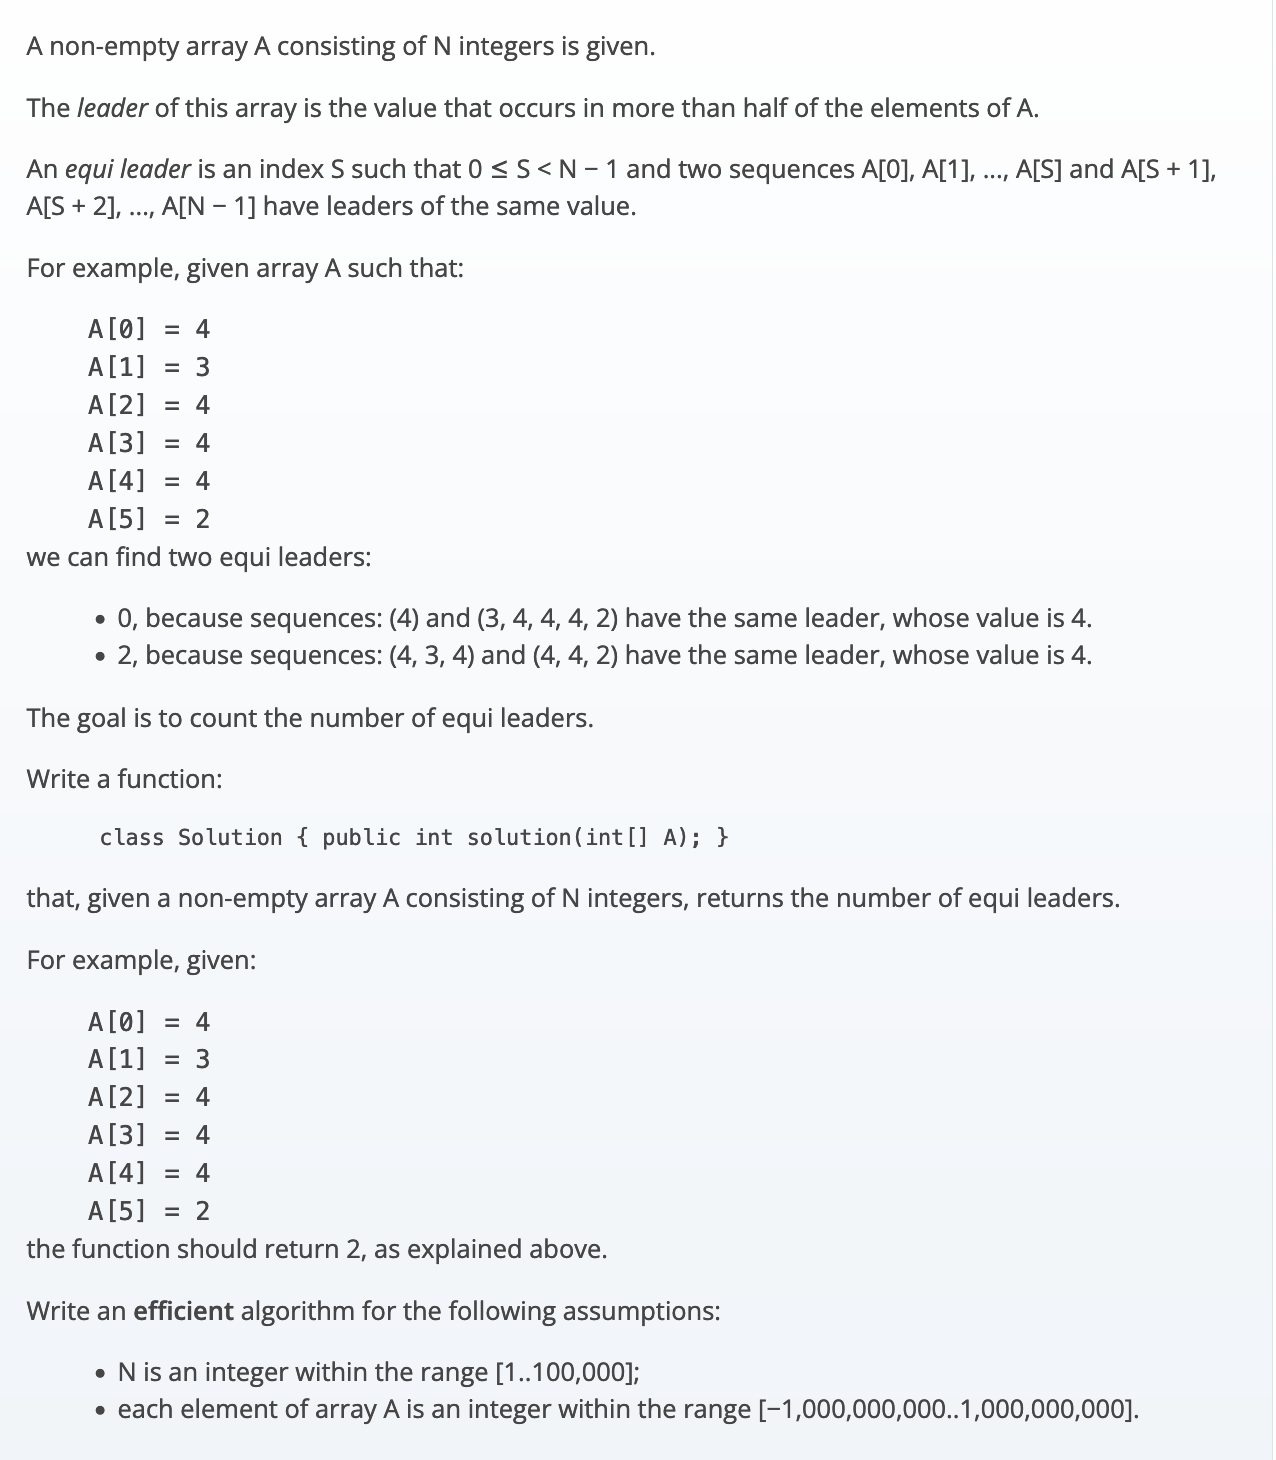 A non-empty array A consisting of N integers is given.
The leader of this array is the value that occurs in more than half of the elements of A.
An equi leader is an index S such that 0 ≤ S < N − 1 and two sequences A[0], A[1], ..., A[S] and A[S + 1],
A[S + 2], ..., A[N − 1] have leaders of the same value.
For example, given array A such that:
A[0] = 4
A[1] = 3
A[2] = 4
A[3] = 4
A[4] = 4
A[5] = 2
we can find two equi leaders:
• 0, because sequences: (4) and (3, 4, 4, 4, 2) have the same leader, whose value is 4.
• 2, because sequences: (4, 3, 4) and (4, 4, 2) have the same leader, whose value is 4.
The goal is to count the number of equi leaders.
Write a function:
class Solution { public int solution(int[] A); }
that, given a non-empty array A consisting of N integers, returns the number of equi leaders.
For example, given:
A[0] = 4
A[1] = 3
A[2] = 4
A[3] = 4
A[4] = 4
A[5] = 2
the function should return 2, as explained above.
Write an efficient algorithm for the following assumptions:
• N is an integer within the range [1..100,000];
• each element of array A is an integer within the range [−1,000,000,000..1,000,000,000].